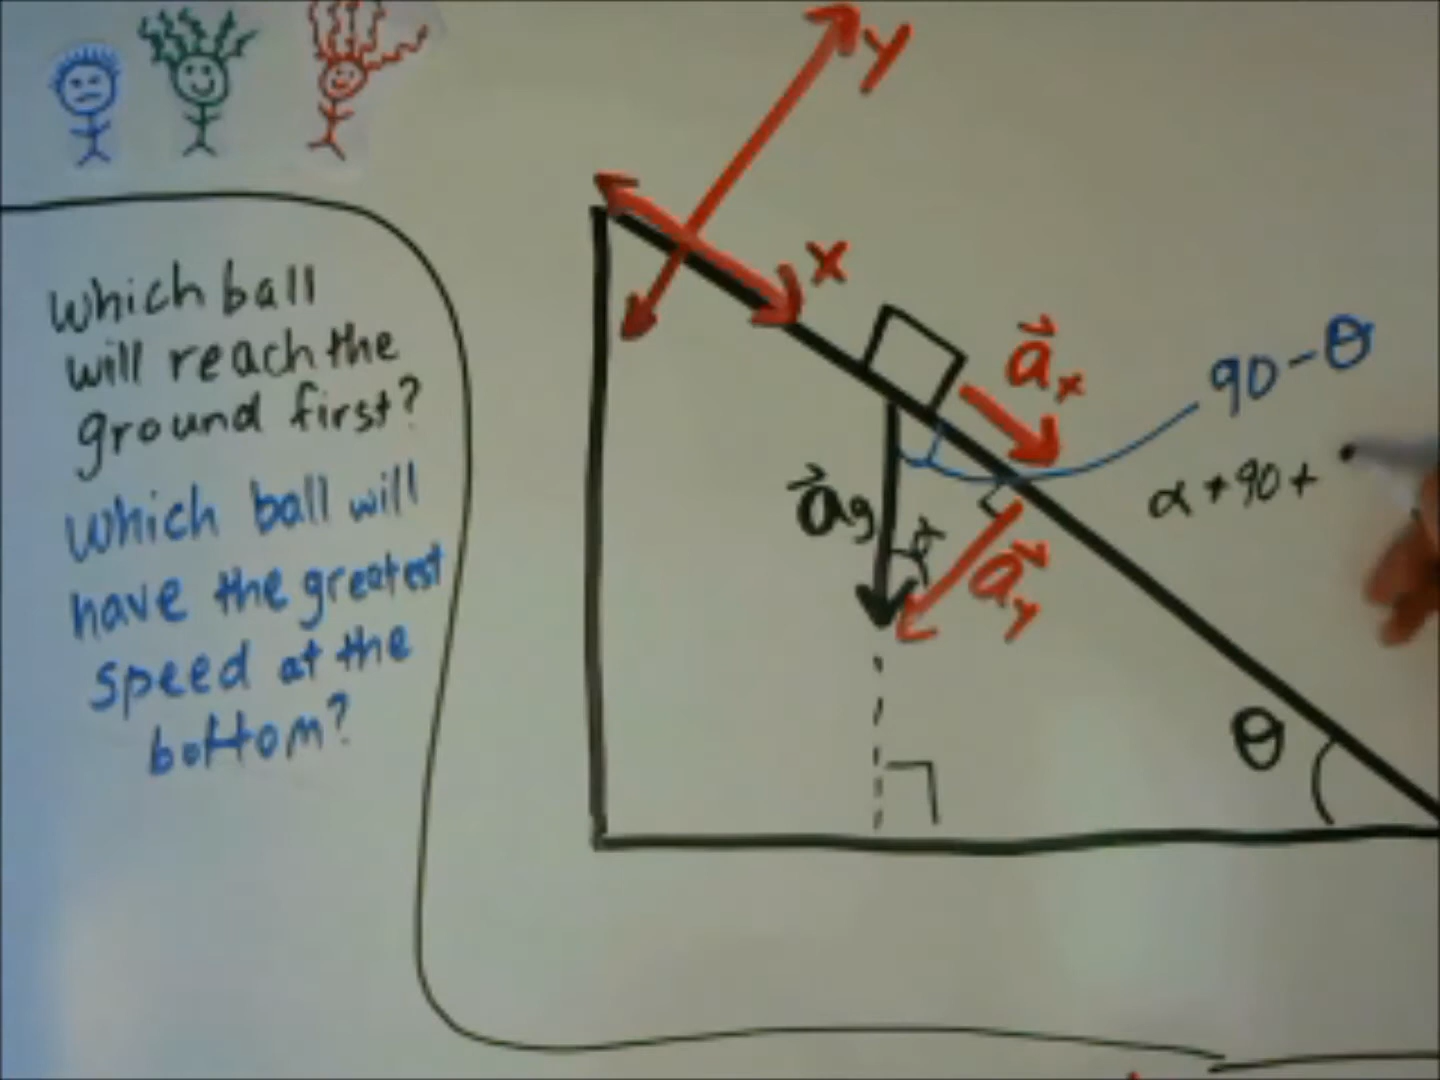 Which ball
will reach the
ground first?
Which ball will
have the greatest
speed at the
bottom?
y
x
a⃗x
90-θ
α+90+
a⃗g
α
a⃗y
θ